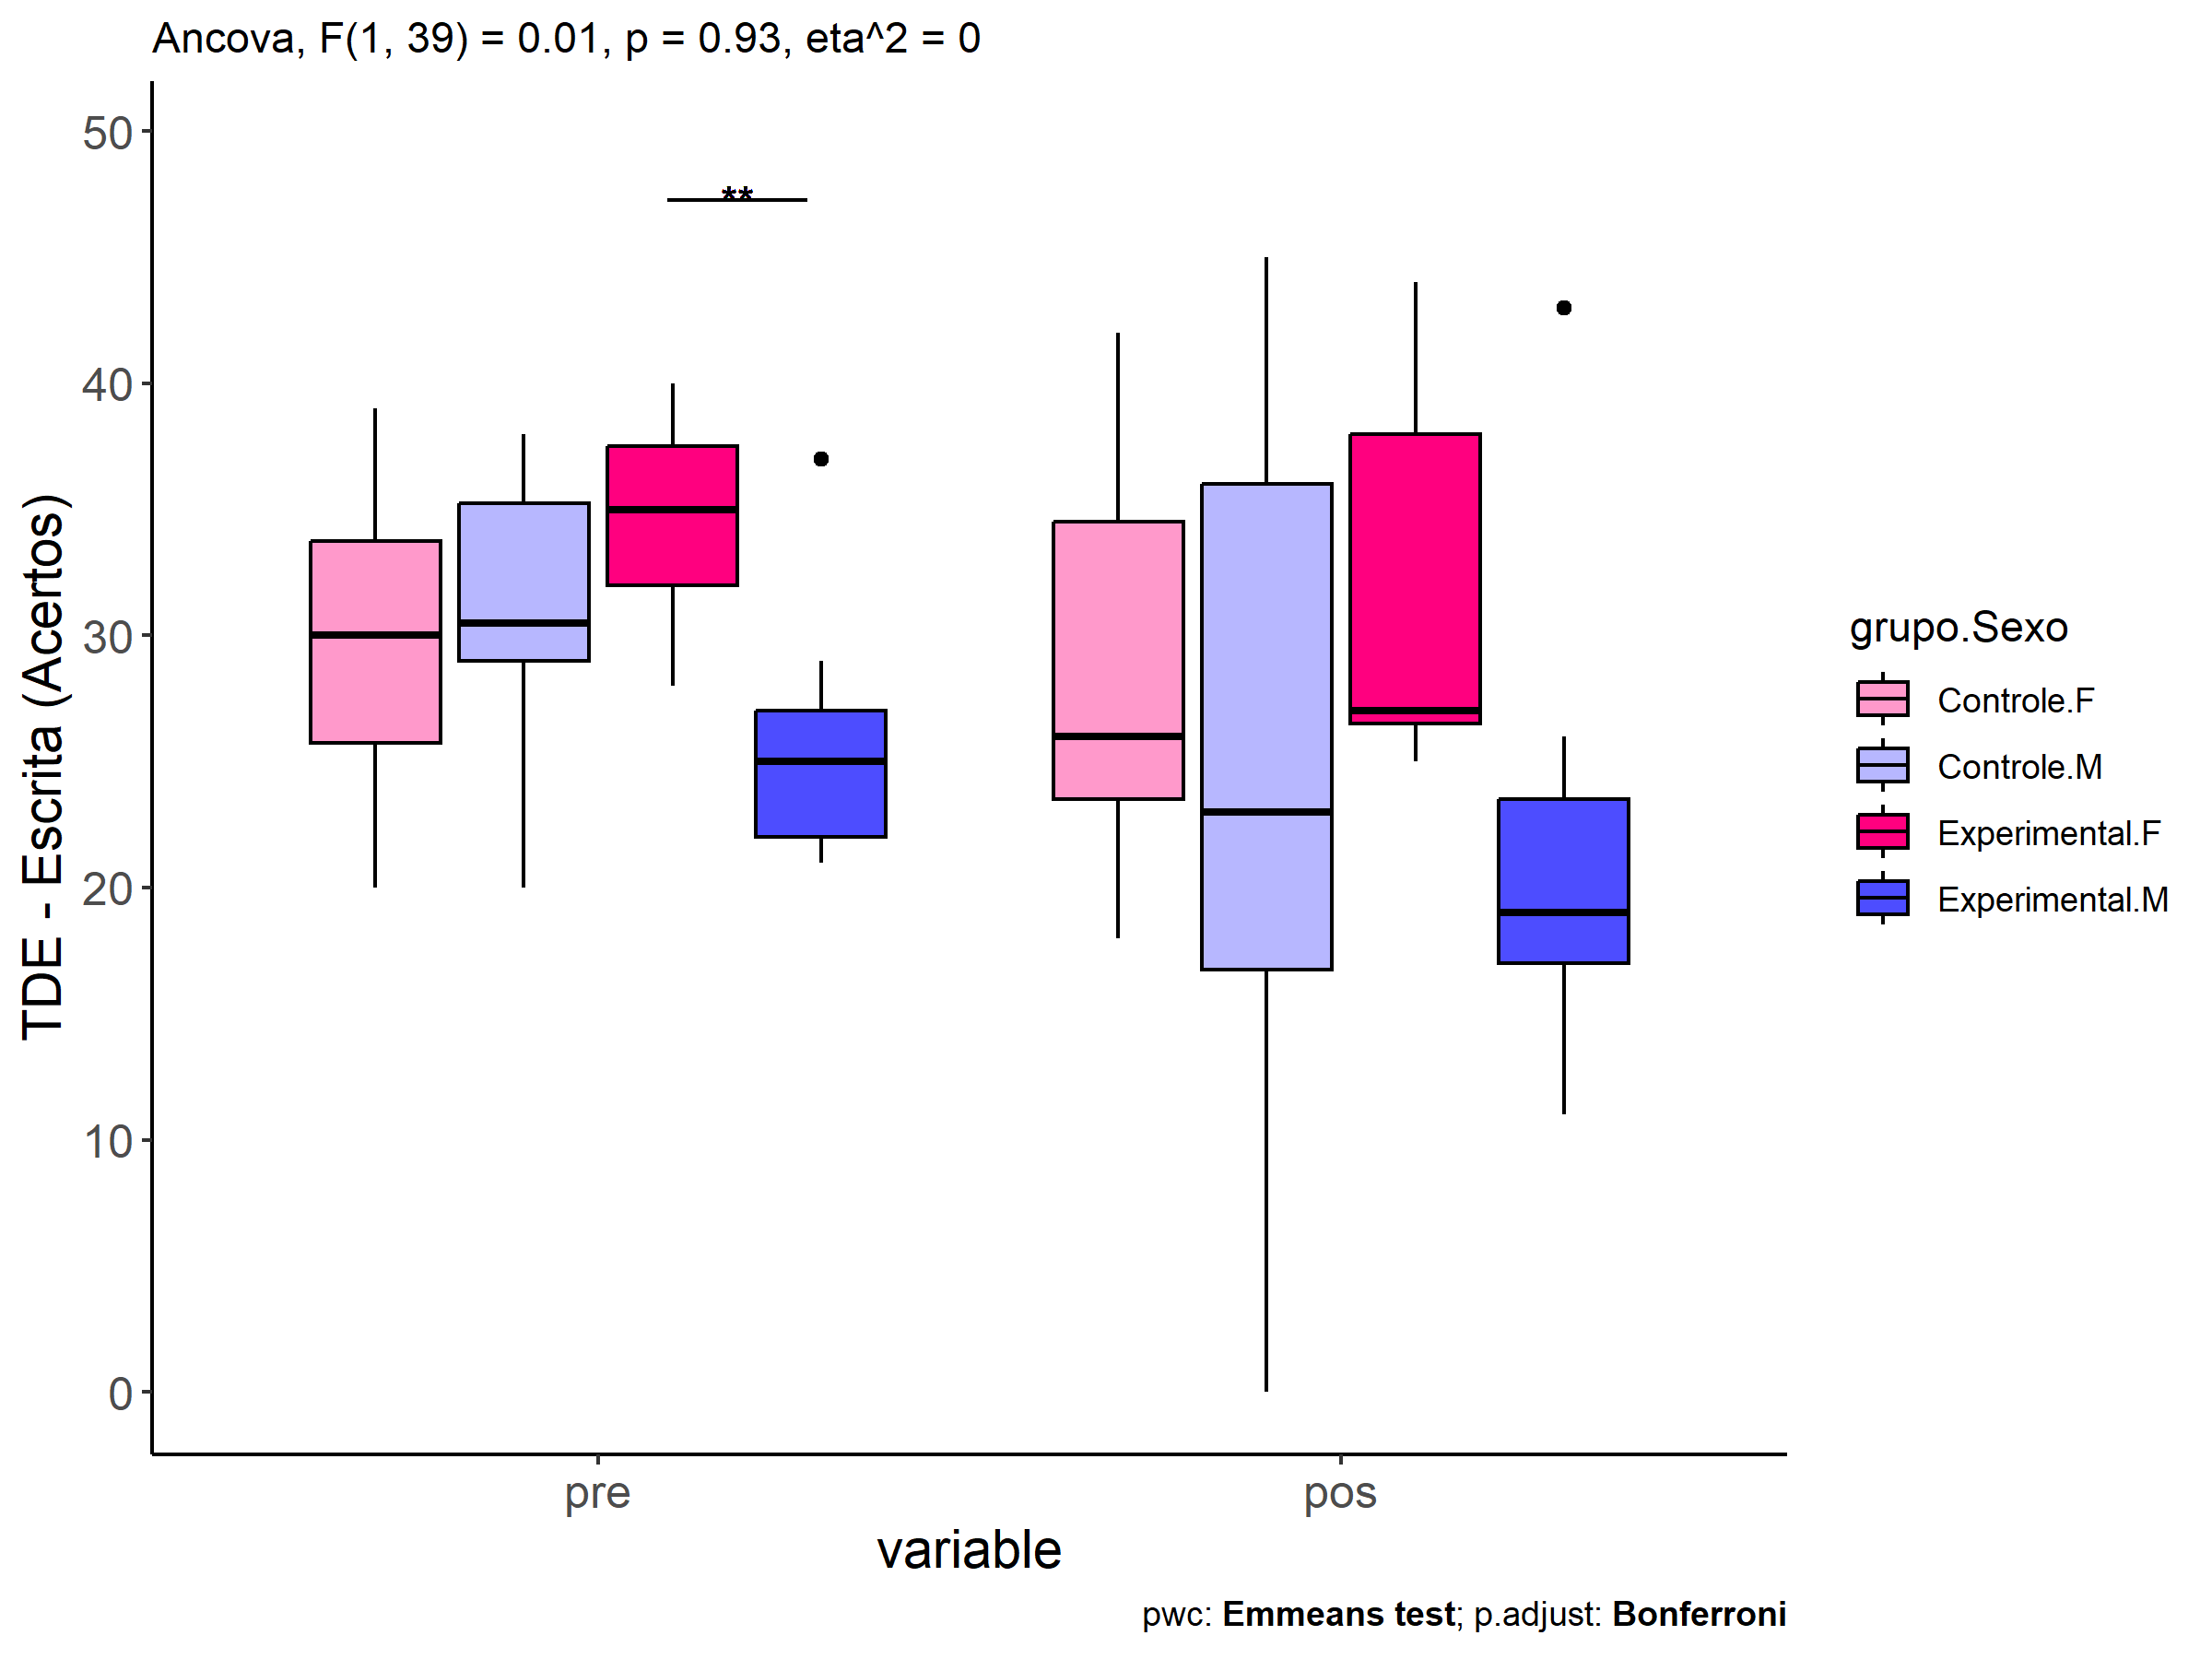 Ancova, F(1, 39) = 0.01, p = 0.93, eta^2 = 0
50
40
30
20
10
0
TDE - Escrita (Acertos)
**
pre
pos
variable
grupo.Sexo
Controle.F
Controle.M
Experimental.F
Experimental.M
pwc: Emmeans test; p.adjust: Bonferroni